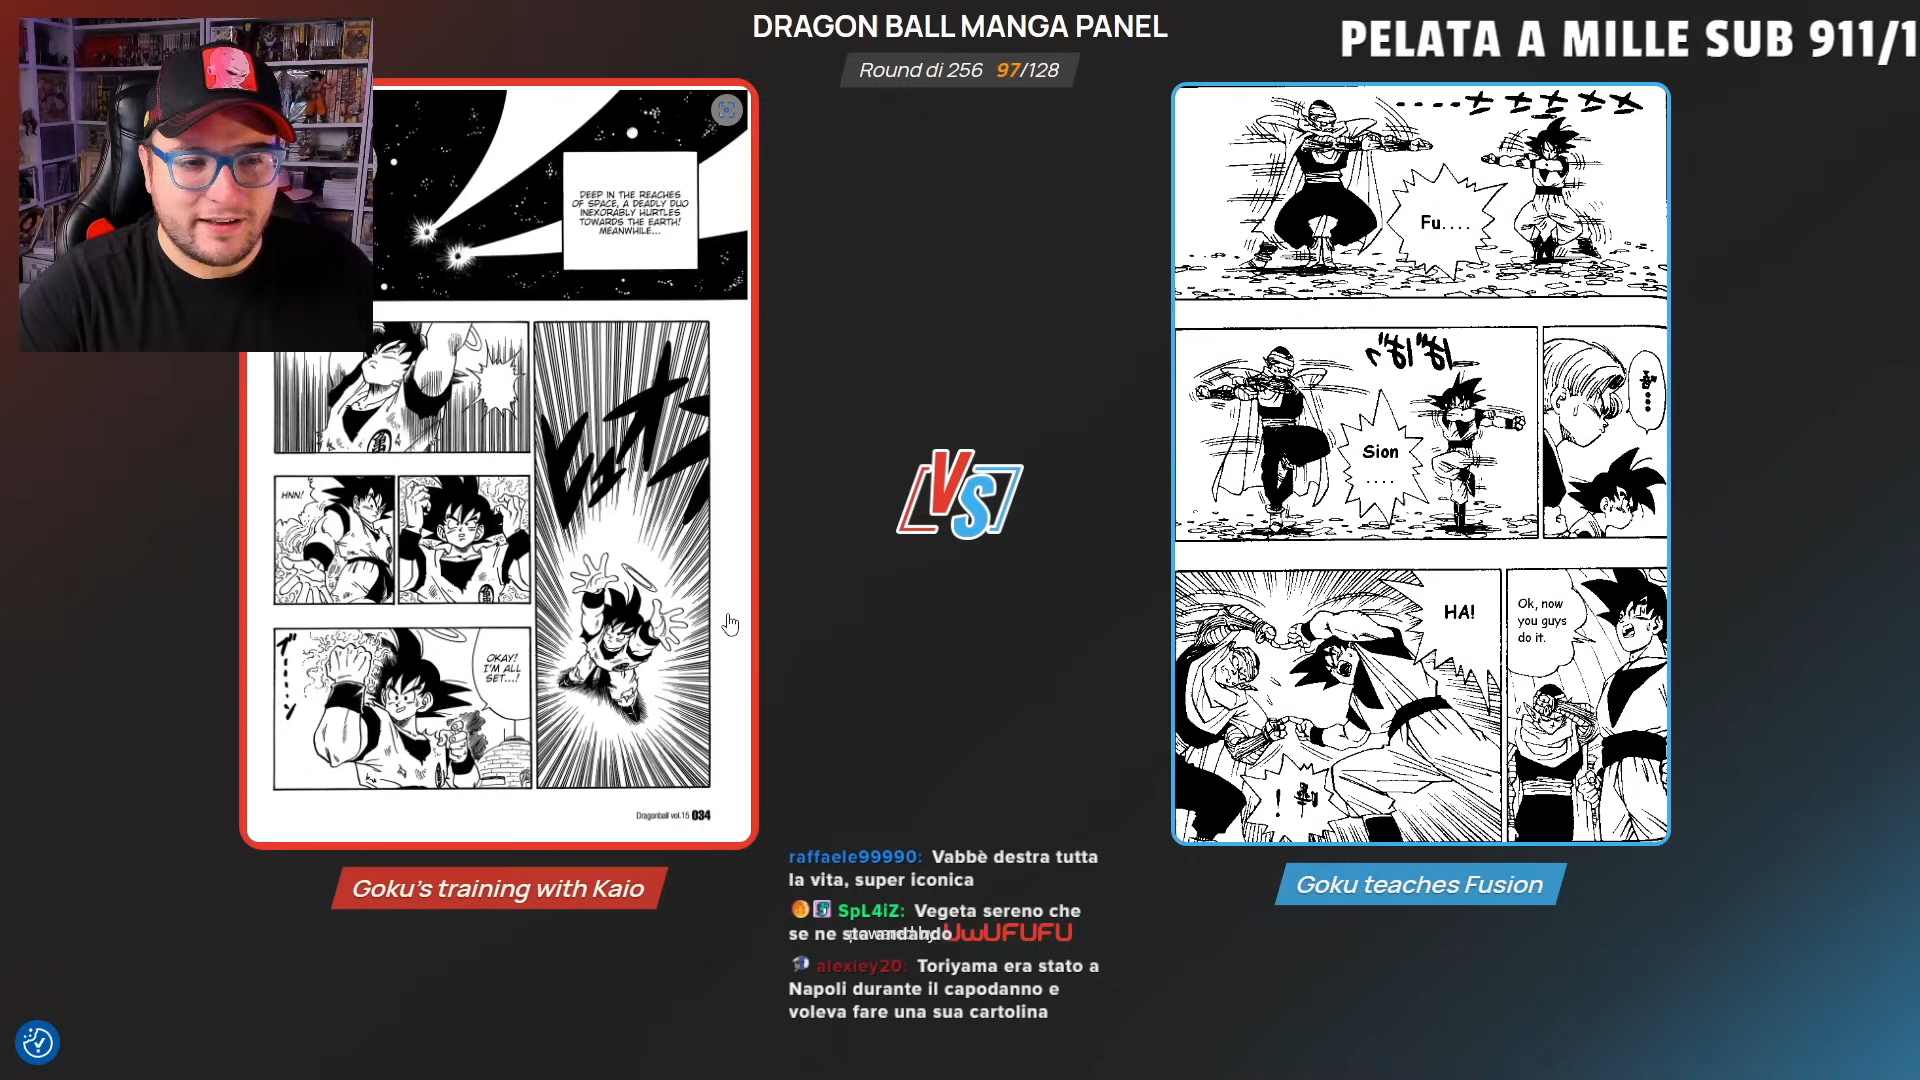 DRAGON BALL MANGA PANEL
Round di 256 97/128
PELATA A MILLE SUB 911/1
DEEP IN THE REACHES
OF SPACE, A DEADLY DUO
INEXORABLY HURTLES
TOWARDS THE EARTH!
MEANWHILE...
HNN!
OKAY!
I'M ALL
SET...!
Dragonball vol.15 034
Goku's training with Kaio
VS
Fu....
Sion
....
HA!
Ok, now
you guys
do it.
Goku teaches Fusion
raffaele99990: Vabbè destra tutta
la vita, super iconica
SpL4iZ: Vegeta sereno che
se ne sta andando
powered by UwUFUFU
alexiey20: Toriyama era stato a
Napoli durante il capodanno e
voleva fare una sua cartolina